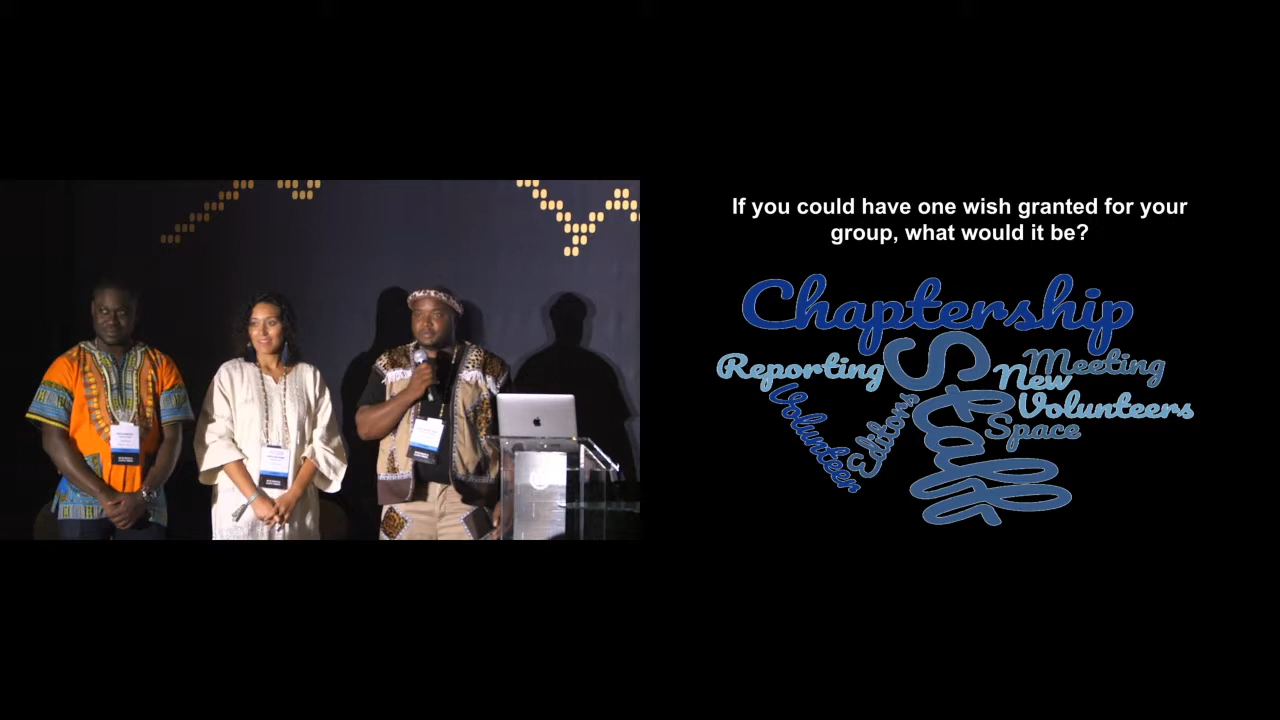 If you could have one wish granted for your
group, what would it be?
Chaptership
Reporting
Staff
Meeting
New
Volunteers
Space
Volunteer
Editors